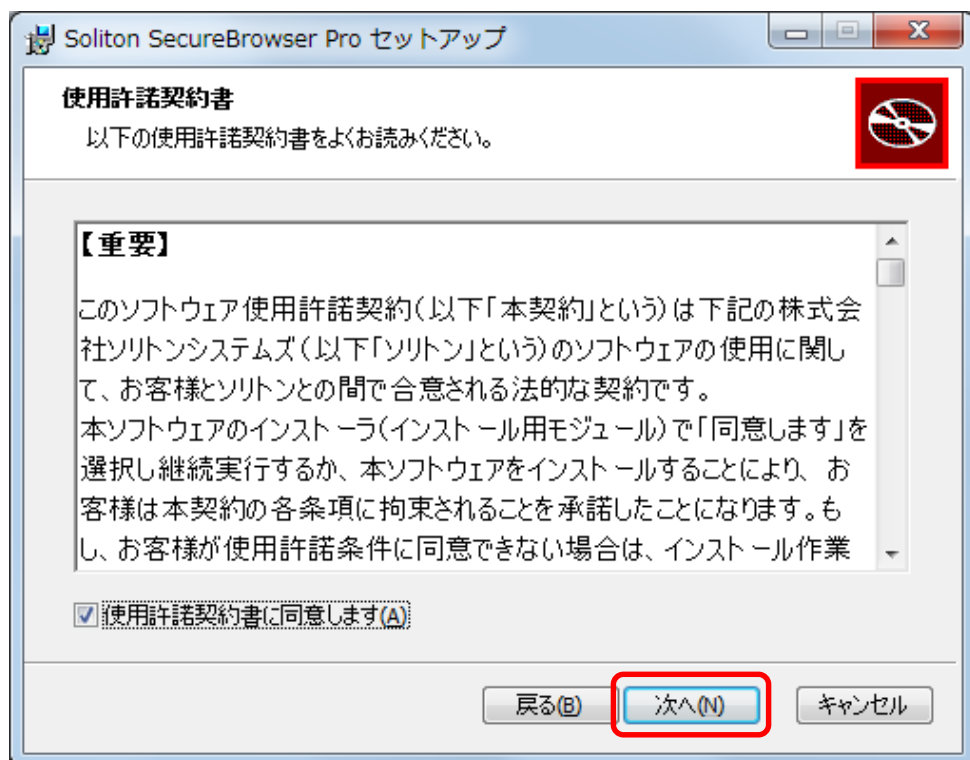 Soliton SecureBrowser Pro セットアップ
使用許諾契約書
以下の使用許諾契約書をよくお読みください。
【重要】
このソフトウェア使用許諾契約(以下「本契約」という)は下記の株式会
社ソリトンシステムズ(以下「ソリトン」という)のソフトウェアの使用に関し
て、お客様とソリトンとの間で合意される法的な契約です。
本ソフトウェアのインストーラ(インストール用モジュール)で「同意します」を
選択し継続実行するか、本ソフトウェアをインストールすることにより、お
客様は本契約の各条項に拘束されることを承諾したことになります。も
し、お客様が使用許諾条件に同意できない場合は、インストール作業
使用許諾契約書に同意します(A)
戻る(B) 次へ(N) キャンセル